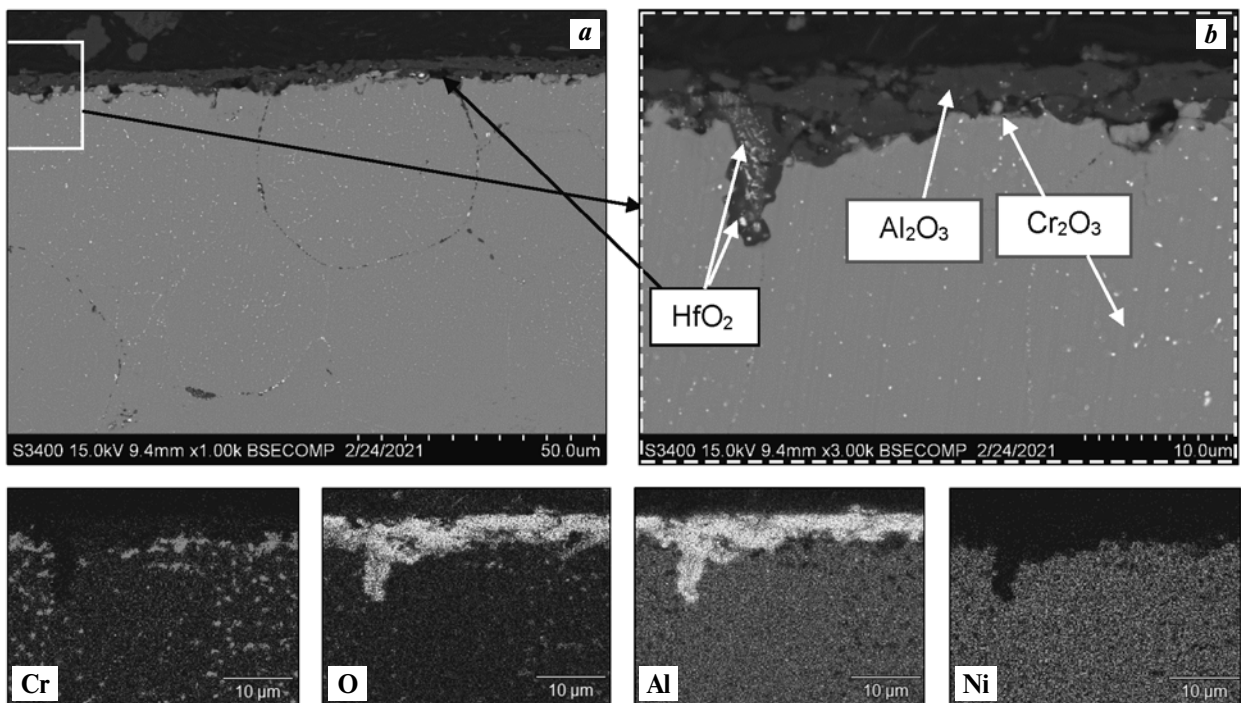 a
b
Al₂O₃
Cr₂O₃
HfO₂
S3400 15.0kV 9.4mm x1.00k BSECOMP 2/24/2021 50.0um
S3400 15.0kV 9.4mm x3.00k BSECOMP 2/24/2021 10.0um
Cr
10 µm
O
10 µm
Al
10 µm
Ni
10 µm